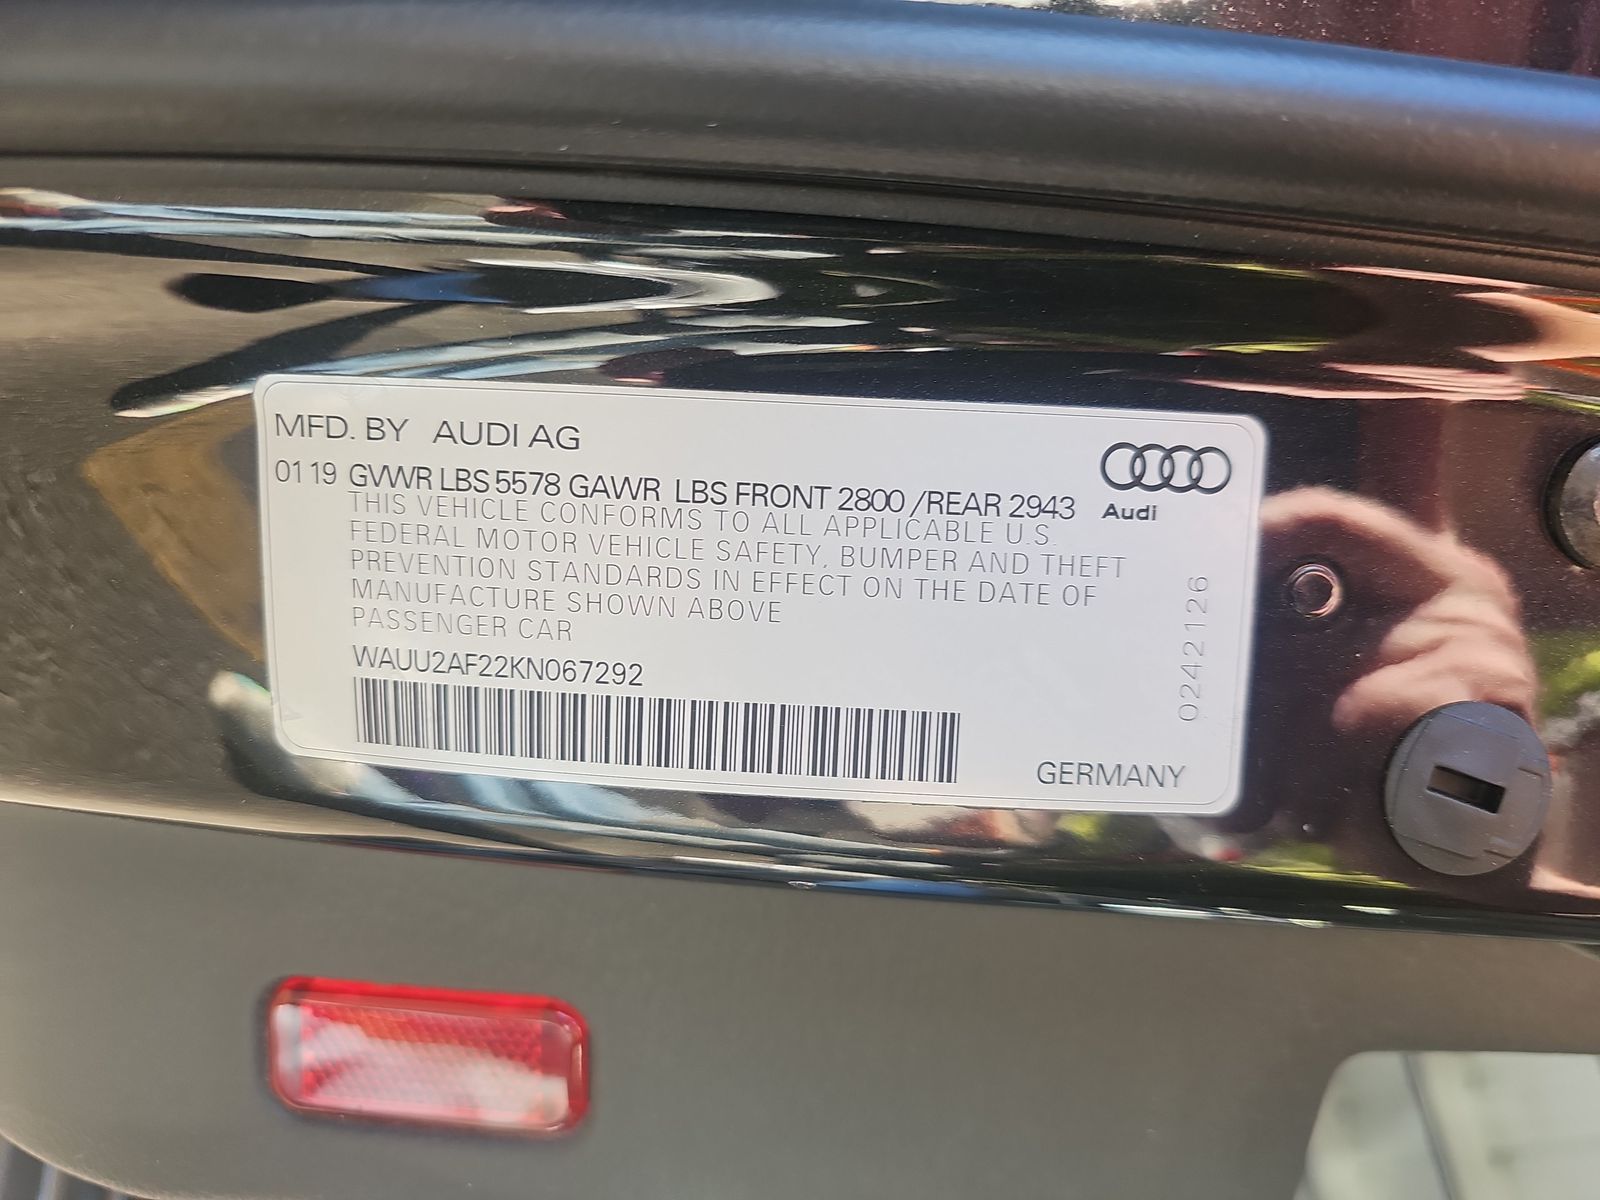 MFD. BY AUDI AG
01 19 GVWR LBS 5578 GAWR LBS FRONT 2800 /REAR 2943
THIS VEHICLE CONFORMS TO ALL APPLICABLE U.S.
FEDERAL MOTOR VEHICLE SAFETY, BUMPER AND THEFT
PREVENTION STANDARDS IN EFFECT ON THE DATE OF
MANUFACTURE SHOWN ABOVE
PASSENGER CAR
WAUU2AF22KN067292
Audi
0242126
GERMANY